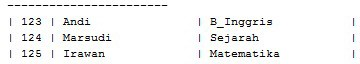 ------------------------
| 123 | Andi | B_Inggris |
| 124 | Marsudi | Sejarah |
| 125 | Irawan | Matematika |